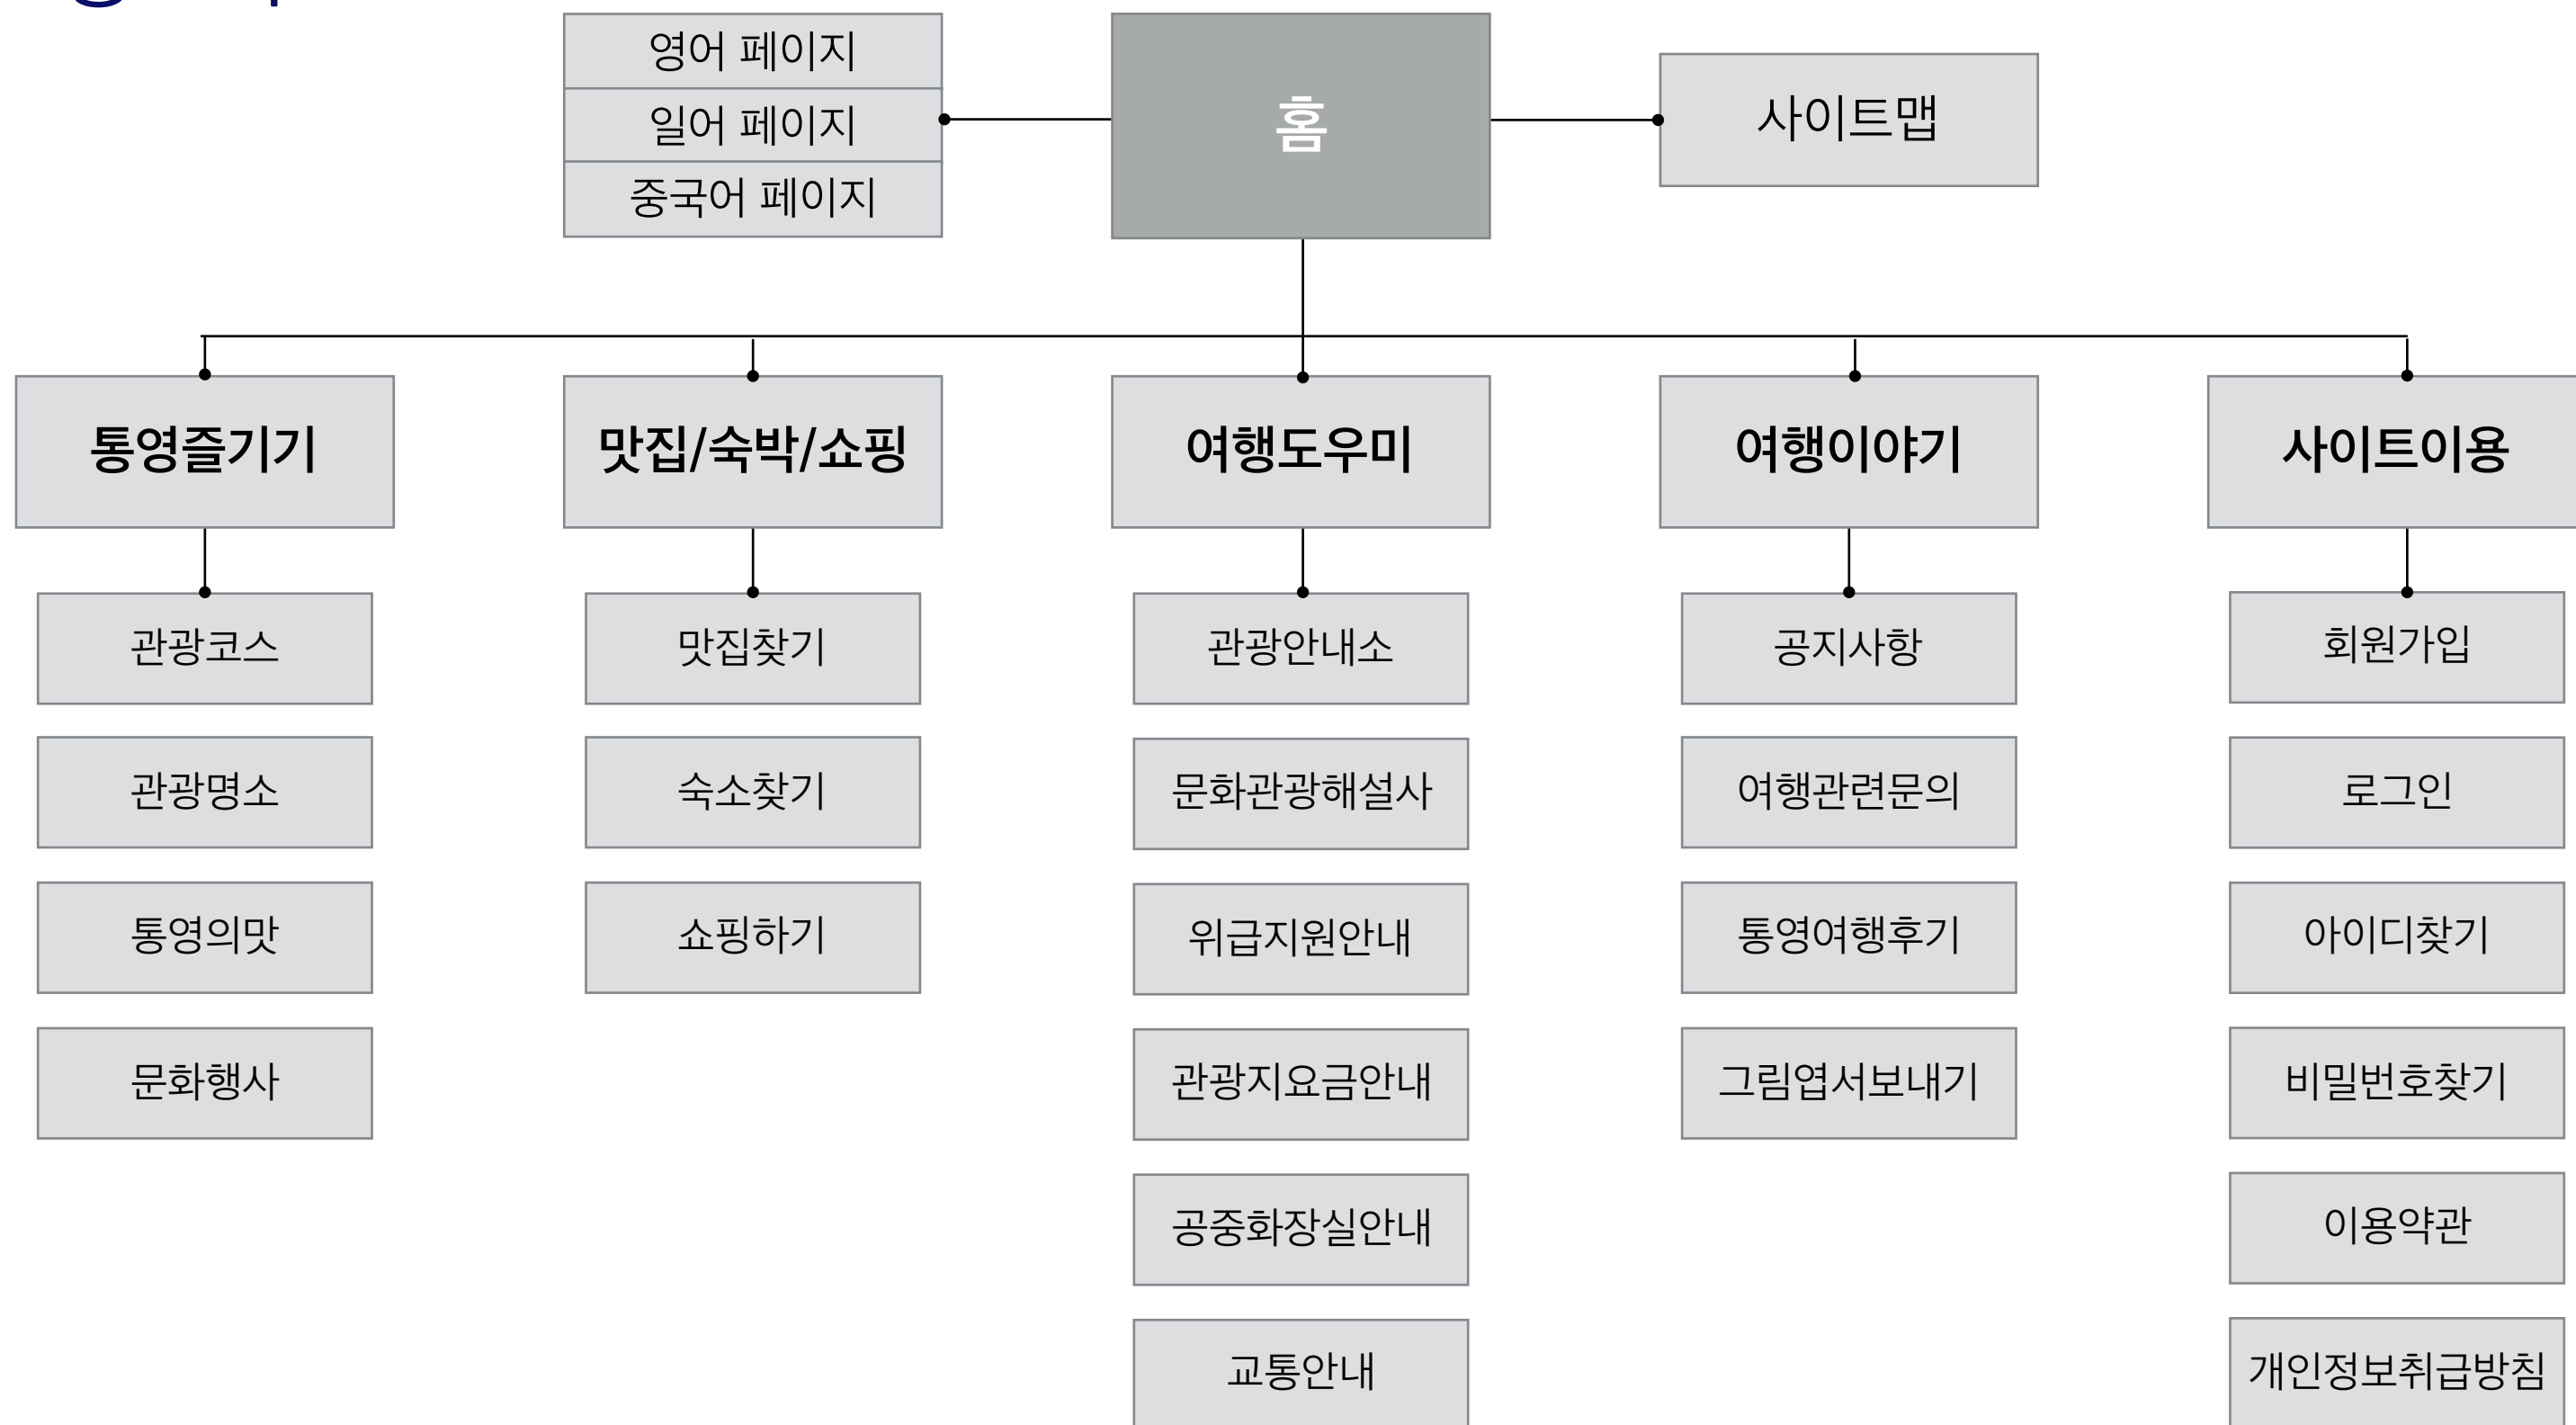 영어 페이지
일어 페이지
중국어 페이지
홈
사이트맵
통영즐기기
맛집/숙박/쇼핑
여행도우미
여행이야기
사이트이용
관광코스
관광명소
통영의맛
문화행사
맛집찾기
숙소찾기
쇼핑하기
관광안내소
문화관광해설사
위급지원안내
관광지요금안내
공중화장실안내
교통안내
공지사항
여행관련문의
통영여행후기
그림엽서보내기
회원가입
로그인
아이디찾기
비밀번호찾기
이용약관
개인정보취급방침